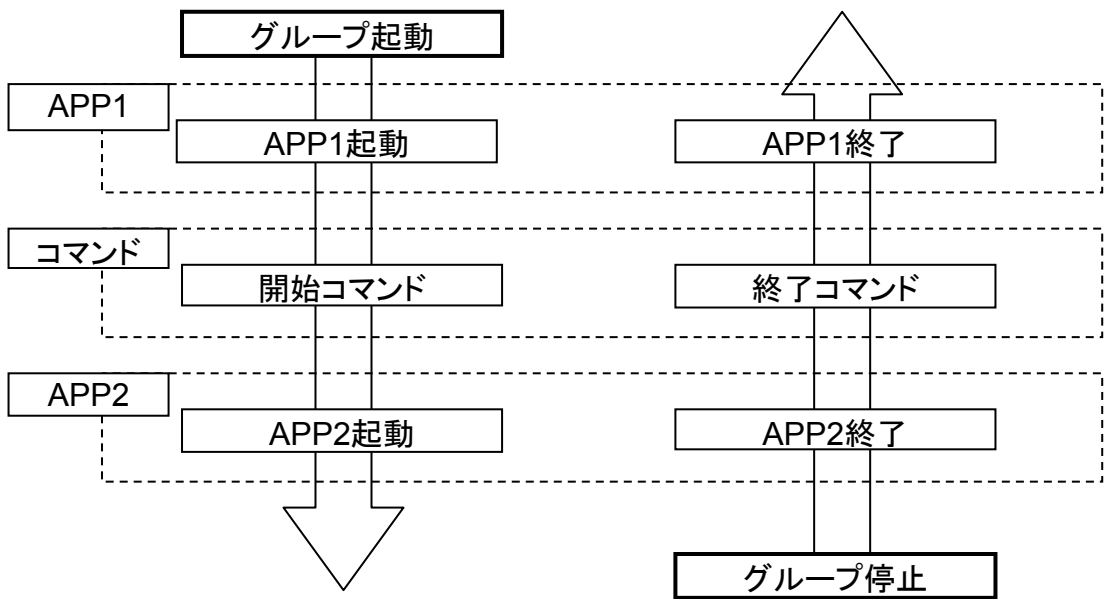 グループ起動
APP1
APP1起動
APP1終了
コマンド
開始コマンド
終了コマンド
APP2
APP2起動
APP2終了
グループ停止